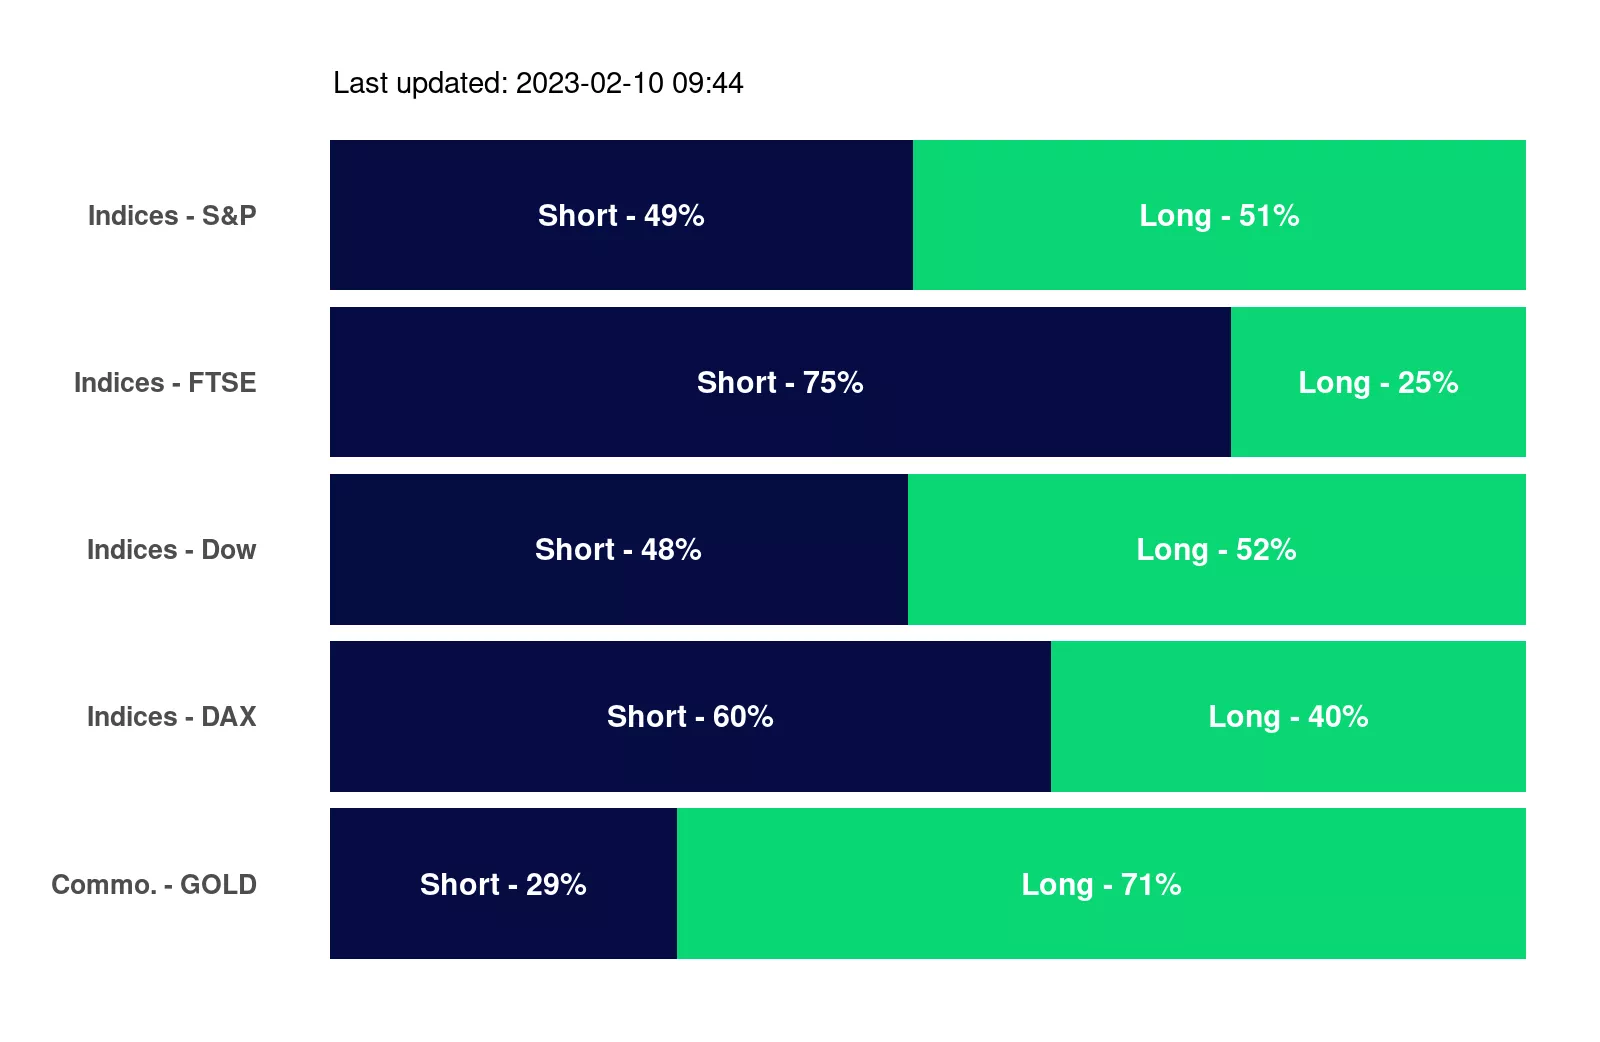 Last updated: 2023-02-10 09:44
Indices - S&P Short - 49% Long - 51%
Indices - FTSE Short - 75% Long - 25%
Indices - Dow Short - 48% Long - 52%
Indices - DAX Short - 60% Long - 40%
Commo. - GOLD Short - 29% Long - 71%